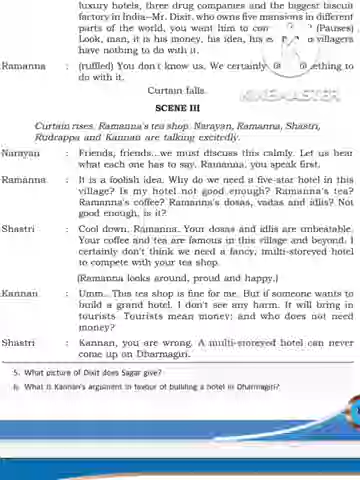 luxury hotels, three drug companies and the biggest biscuit
factory in India–Mr. Dixit, who owns five mansions in different
parts of the world, you want him to (Pauses)
Look, man, it is his money, his idea, his villagers
have nothing to do with it.
Ramanna : (ruffled) You don't know us. We certainly to
do with it.
Curtain falls.
KINEMASTER
SCENE III
Curtain rises. Ramanna's tea shop. Narayan, Ramanna, Shastri,
Rudrappa and Kannan are talking excitedly.
Narayan : Friends, friends...we must discuss this calmly. Let us hear
what each one has to say. Ramanna, you speak first.
Ramanna : It is a foolish idea. Why do we need a five-star hotel in this
village? Is my hotel not good enough? Ramanna's tea?
Ramanna's coffee? Ramanna's dosas, vadas and idlis? Not
good enough, is it?
Shastri : Cool down, Ramanna. Your dosas and idlis are unbeatable.
Your coffee and tea are famous in this village and beyond. I
certainly don't think we need a fancy, multi-storeyed hotel
to compete with your tea shop.
(Ramanna looks around, proud and happy.)
Kannan : Umm.. This tea shop is fine for me. But if someone wants to
build a grand hotel, I don't see any harm. It will bring in
tourists. Tourists mean money; and who does not need
money?
Shastri : Kannan, you are wrong. A multi-storeyed hotel can never
come up on Dharmagiri.
5. What picture of Dixit does Sagar give?
6. What is Kannan's argument in favour of building a hotel in Dharmagiri?